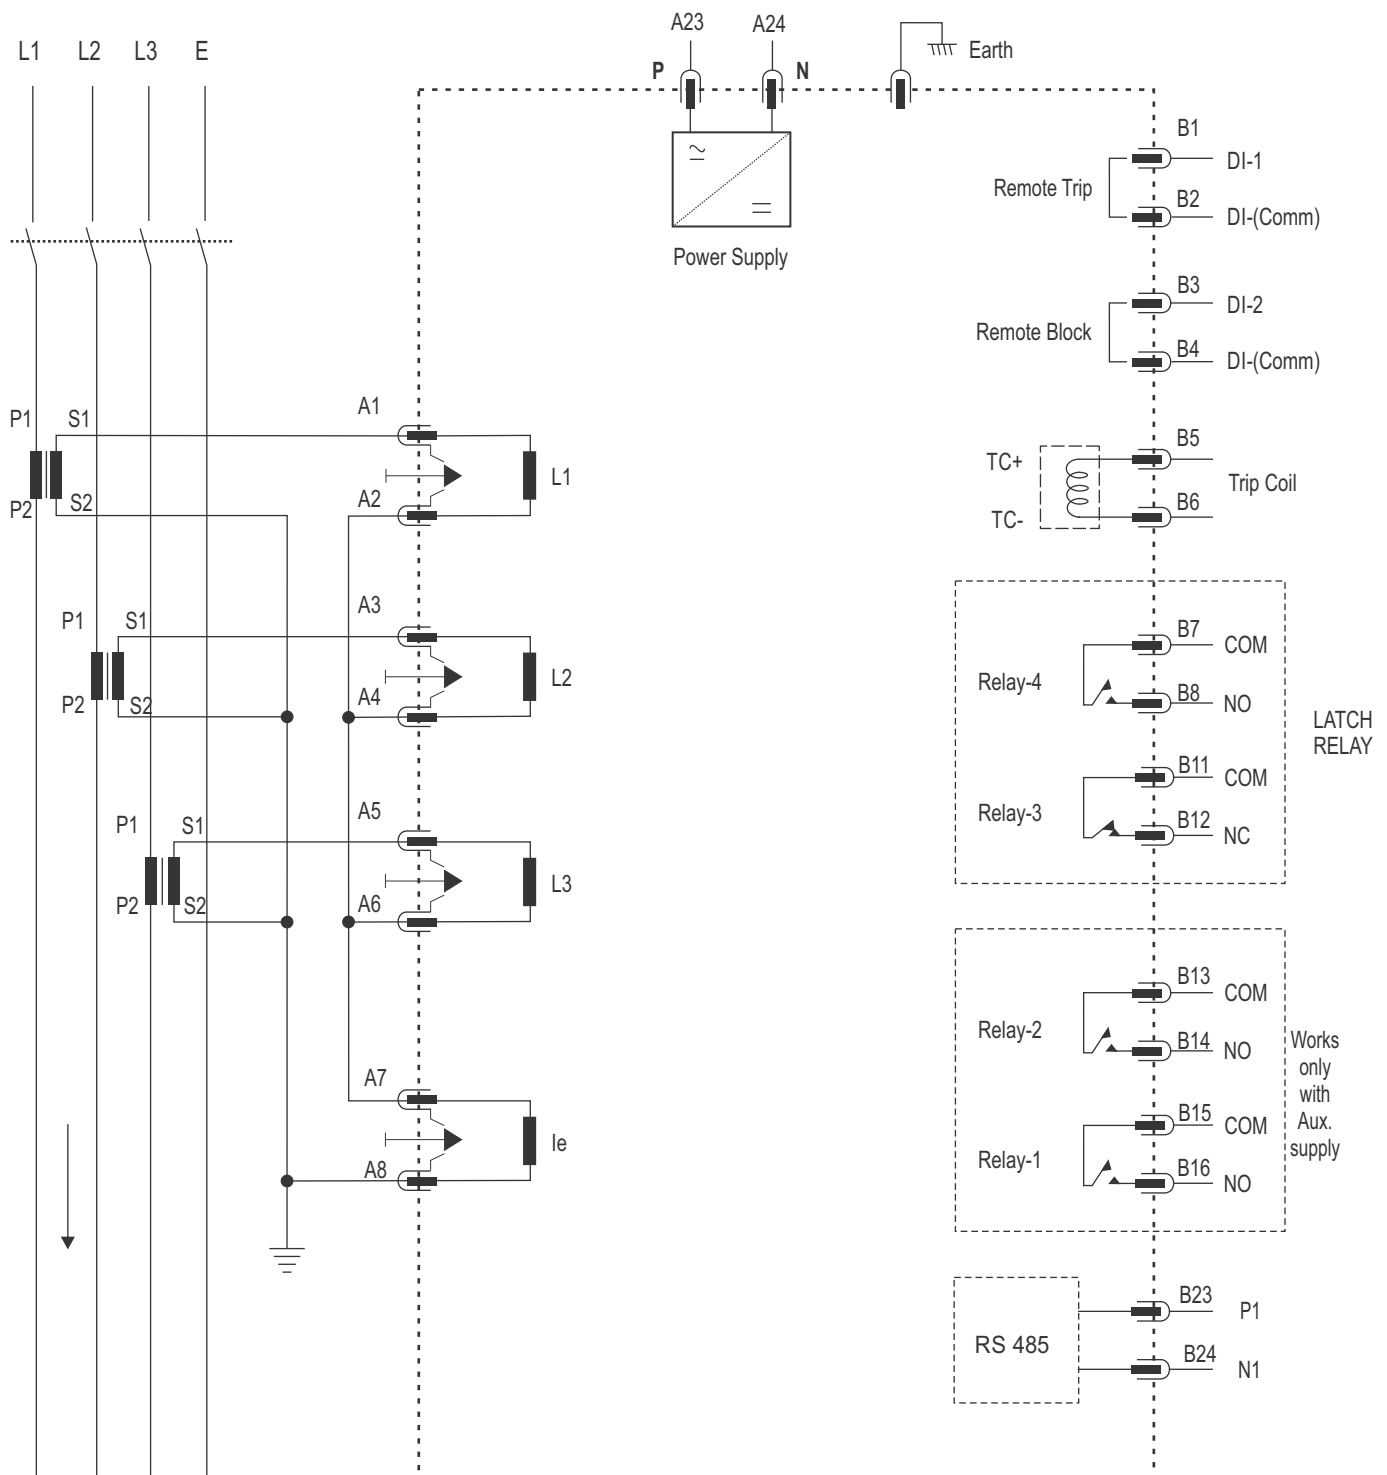 L1 L2 L3 E
A23 A24
P N
Earth
Power Supply
B1
DI-1
Remote Trip
B2
DI-(Comm)
B3
DI-2
Remote Block
B4
DI-(Comm)
B5
TC+
Trip Coil
TC-
B6
P1 S1
P2 S2
A1
A2
L1
P1 S1
P2 S2
A3
A4
L2
P1 S1
P2 S2
A5
A6
L3
A7
A8
Ie
B7
COM
Relay-4
B8
NO
B11
COM
Relay-3
B12
NC
LATCH
RELAY
B13
COM
Relay-2
B14
NO
B15
COM
Relay-1
B16
NO
Works
only
with
Aux.
supply
RS 485
B23
P1
B24
N1